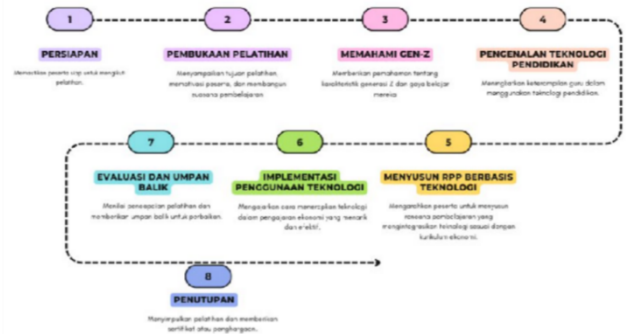 1
PERSIAPAN
Memastikan peserta siap untuk mengikuti
pelatihan.
2
PEMBUKAAN PELATIHAN
Menyampaikan tujuan pelatihan,
memotivasi peserta, dan membangun
suasana pembelajaran
3
MEMAHAMI GEN-Z
Memberikan pemahaman tentang
karakteristik generasi Z dan gaya belajar
mereka
4
PENGENALAN TEKNOLOGI
PENDIDIKAN
Meningkatkan keterampilan guru dalam
menggunakan teknologi pendidikan.
5
MENYUSUN RPP BERBASIS
TEKNOLOGI
Mengarahkan peserta untuk menyusun
rencana pembelajaran yang
mengintegrasikan teknologi sesuai dengan
kurikulum ekonomi.
6
IMPLEMENTASI
PENGGUNAAN TEKNOLOGI
Mengajarkan cara menerapkan teknologi
dalam pengajaran ekonomi yang menarik
dan efektif.
7
EVALUASI DAN UMPAN
BALIK
Menilai pencapaian pelatihan dan
memberikan umpan balik untuk perbaikan.
8
PENUTUPAN
Menyimpulkan pelatihan dan memberikan
sertifikat atau penghargaan.